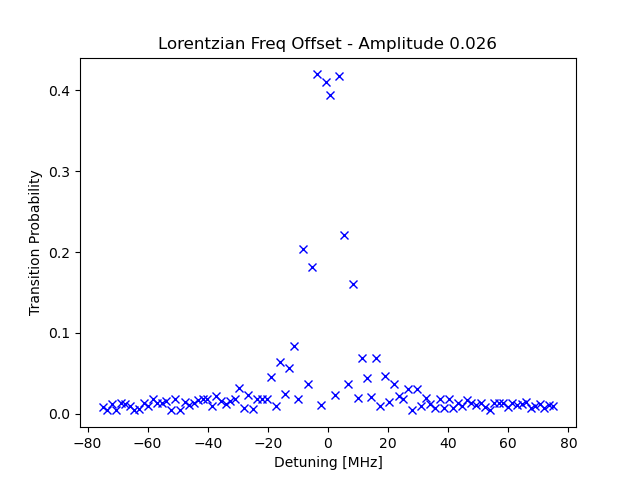 Lorentzian Freq Offset - Amplitude 0.026
Transition Probability
0.4
0.3
0.2
0.1
0.0
−80 −60 −40 −20 0 20 40 60 80
Detuning [MHz]